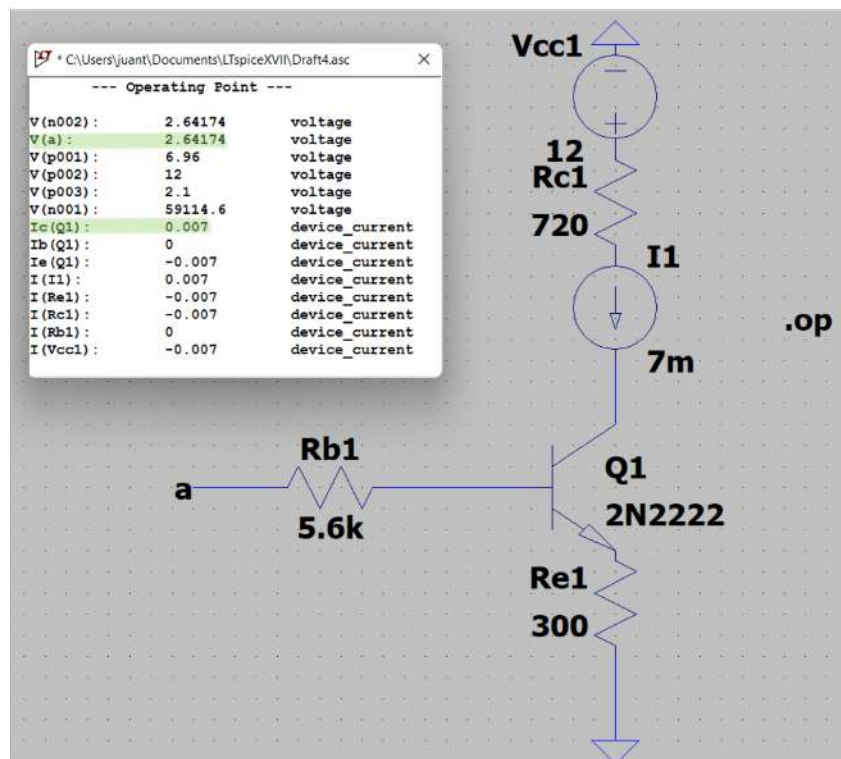 * C:\Users\juant\Documents\LTspiceXVII\Draft4.asc
--- Operating Point ---
V(n002): 2.64174 voltage
V(a): 2.64174 voltage
V(p001): 6.96 voltage
V(p002): 12 voltage
V(p003): 2.1 voltage
V(n001): 59114.6 voltage
Ic(Q1): 0.007 device_current
Ib(Q1): 0 device_current
Ie(Q1): -0.007 device_current
I(I1): 0.007 device_current
I(Re1): -0.007 device_current
I(Rc1): -0.007 device_current
I(Rb1): 0 device_current
I(Vcc1): -0.007 device_current
Vcc1
12
Rc1
720
I1
7m
.op
Rb1
a
5.6k
Q1
2N2222
Re1
300